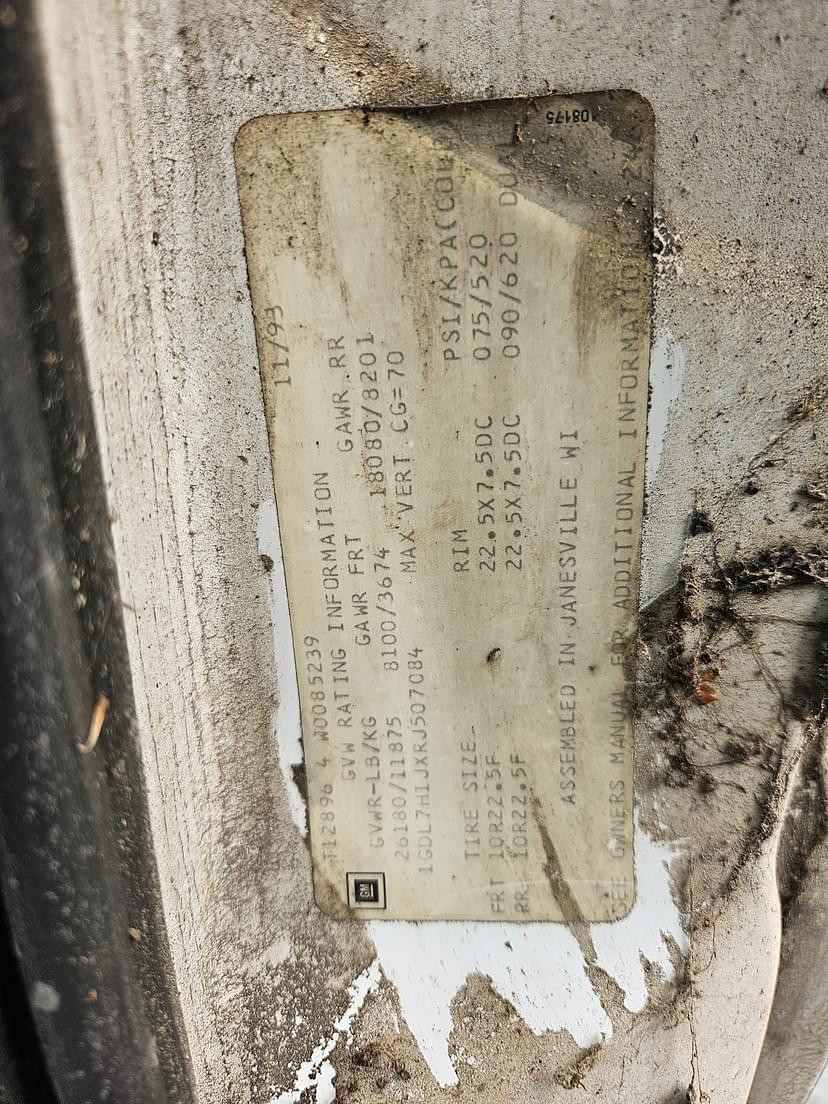 T12896 4 W0085239 11/93
GVW RATING INFORMATION
GVWR-LB/KG GAWR FRT GAWR RR
26180/11875 8100/3674 18080/8201
1GDL7H1JXRJ507084 MAX VERT CG=70
GM
TIRE SIZE RIM PSI/KPA(COLD
FRT 10R22.5F 22.5X7.5DC 075/520
RR 10R22.5F 22.5X7.5DC 090/620 DUAL
ASSEMBLED IN JANESVILLE WI
SEE OWNERS MANUAL FOR ADDITIONAL INFORMATION
108175